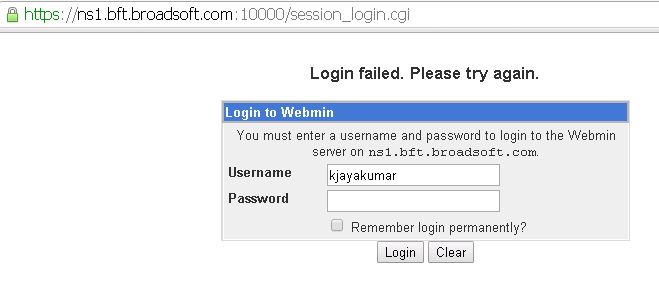 https://ns1.bft.broadsoft.com:10000/session_login.cgi
Login failed. Please try again.
Login to Webmin
You must enter a username and password to login to the Webmin
server on ns1.bft.broadsoft.com.
Username kjayakumar
Password
Remember login permanently?
Login Clear